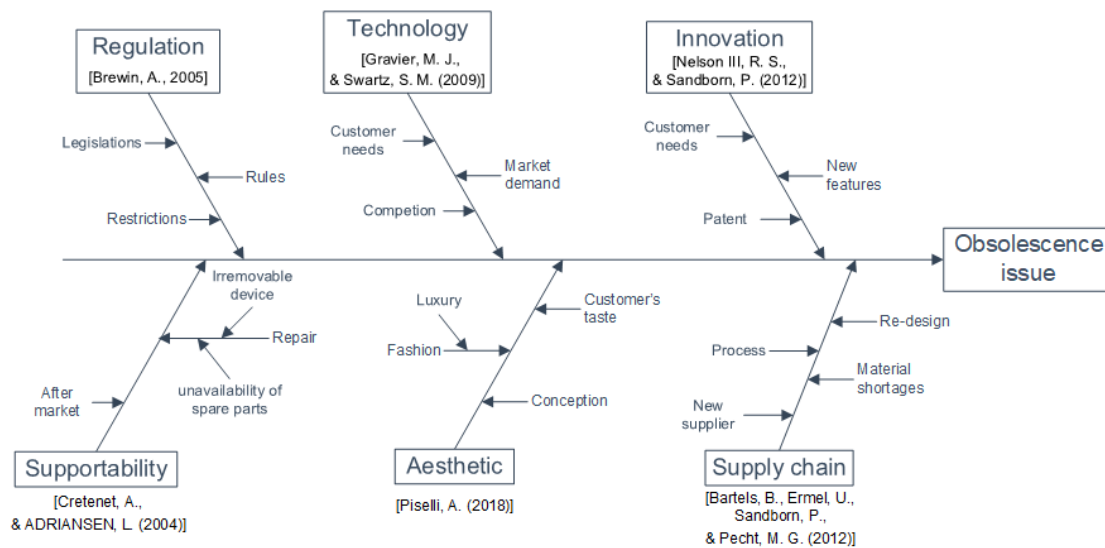 Regulation
[Brewin, A., 2005]
Technology
[Gravier, M. J.,
& Swartz, S. M. (2009)]
Innovation
[Nelson III, R. S.,
& Sandborn, P. (2012)]
Legislations
Rules
Restrictions
Customer
needs
Market
demand
Competion
Customer
needs
New
features
Patent
Obsolescence
issue
Irremovable
device
Repair
unavailability of
spare parts
After
market
Luxury
Customer's
taste
Fashion
Conception
Re-design
Process
Material
shortages
New
supplier
Supportability
[Cretenet, A.,
& ADRIANSEN, L. (2004)]
Aesthetic
[Piselli, A. (2018)]
Supply chain
[Bartels, B., Ermel, U.,
Sandborn, P.,
& Pecht, M. G. (2012)]